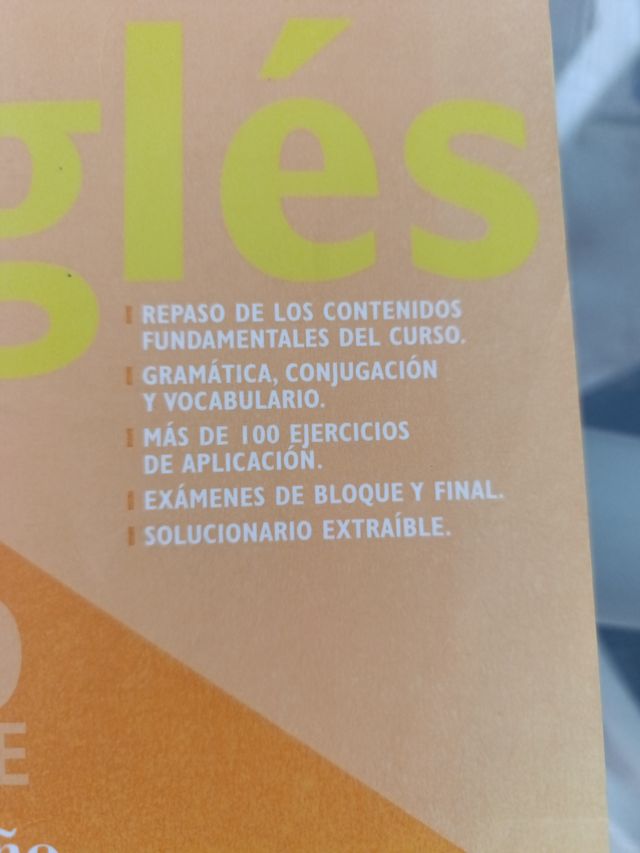 glés
REPASO DE LOS CONTENIDOS
FUNDAMENTALES DEL CURSO.
GRAMÁTICA, CONJUGACIÓN
Y VOCABULARIO.
MÁS DE 100 EJERCICIOS
DE APLICACIÓN.
EXÁMENES DE BLOQUE Y FINAL.
SOLUCIONARIO EXTRAÍBLE.